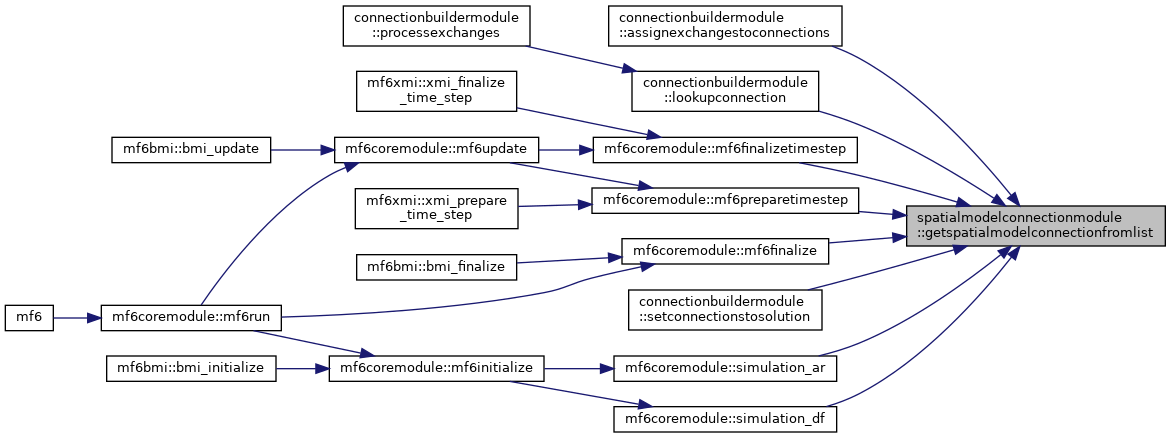 connectionbuildermodule
::processexchanges
connectionbuildermodule
::assignexchangestoconnections
mf6xmi::xmi_finalize
_time_step
connectionbuildermodule
::lookupconnection
mf6bmi::bmi_update
mf6coremodule::mf6update
mf6coremodule::mf6finalizetimestep
mf6xmi::xmi_prepare
_time_step
mf6coremodule::mf6preparetimestep
spatialmodelconnectionmodule
::getspatialmodelconnectionfromlist
mf6bmi::bmi_finalize
mf6coremodule::mf6finalize
connectionbuildermodule
::setconnectionstosolution
mf6
mf6coremodule::mf6run
mf6bmi::bmi_initialize
mf6coremodule::mf6initialize
mf6coremodule::simulation_ar
mf6coremodule::simulation_df